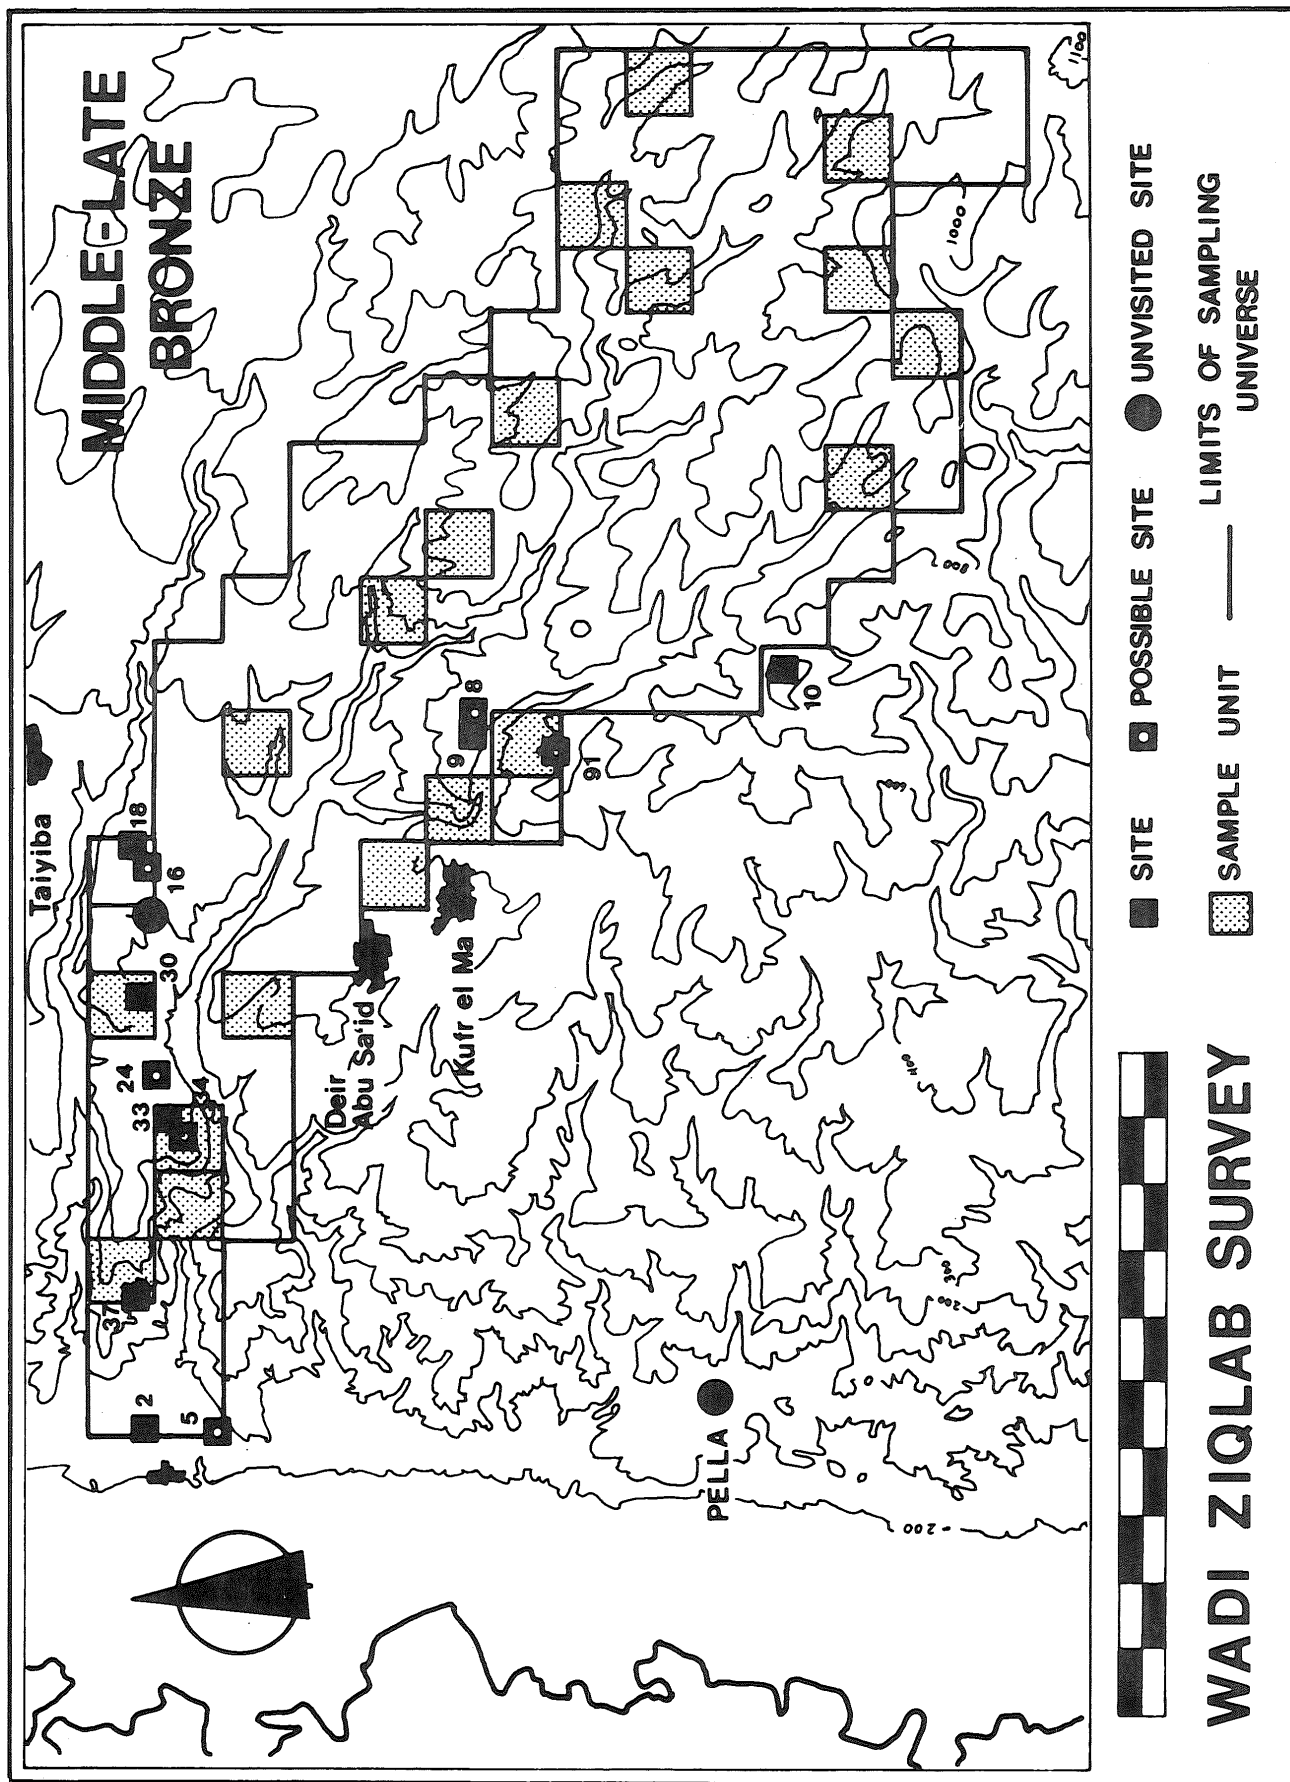 MIDDLE-LATE
BRONZE
Taiyiba
18
16
30
24
33
34
37
2
5
Deir
Abu Sa'id
Kufr el Ma
9
8
91
10
PELLA
-200-
200
300
400
600
800
1000
1100
SITE
POSSIBLE SITE
UNVISITED SITE
SAMPLE UNIT
LIMITS OF SAMPLING
UNIVERSE
WADI ZIQLAB SURVEY